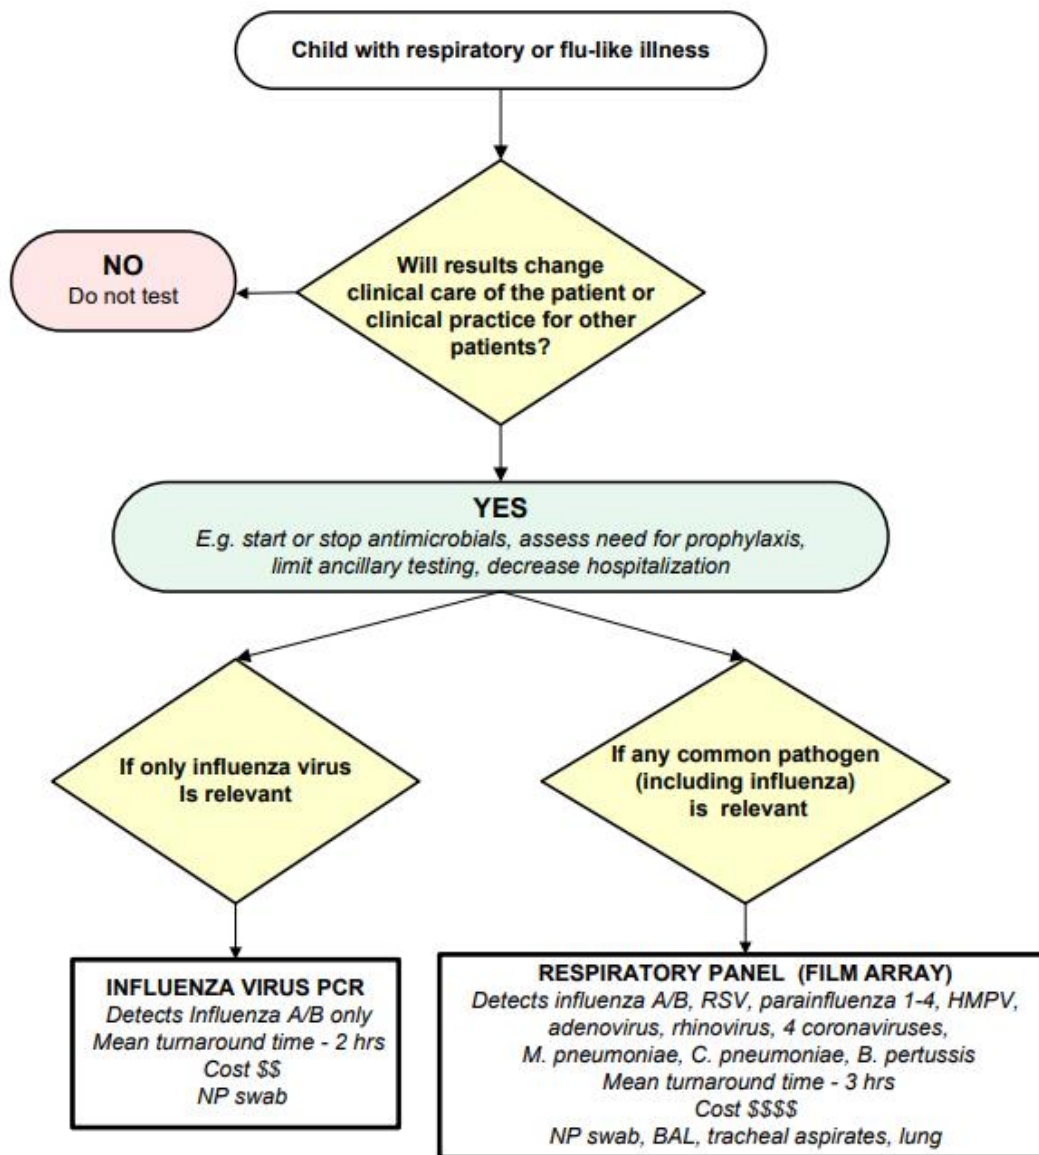 Child with respiratory or flu-like illness
Will results change
clinical care of the patient or
clinical practice for other
patients?
NO
Do not test
YES
E.g. start or stop antimicrobials, assess need for prophylaxis,
limit ancillary testing, decrease hospitalization
If only influenza virus
Is relevant
If any common pathogen
(including influenza)
is relevant
INFLUENZA VIRUS PCR
Detects Influenza A/B only
Mean turnaround time - 2 hrs
Cost $$
NP swab
RESPIRATORY PANEL (FILM ARRAY)
Detects influenza A/B, RSV, parainfluenza 1-4, HMPV,
adenovirus, rhinovirus, 4 coronaviruses,
M. pneumoniae, C. pneumoniae, B. pertussis
Mean turnaround time - 3 hrs
Cost $$$$
NP swab, BAL, tracheal aspirates, lung